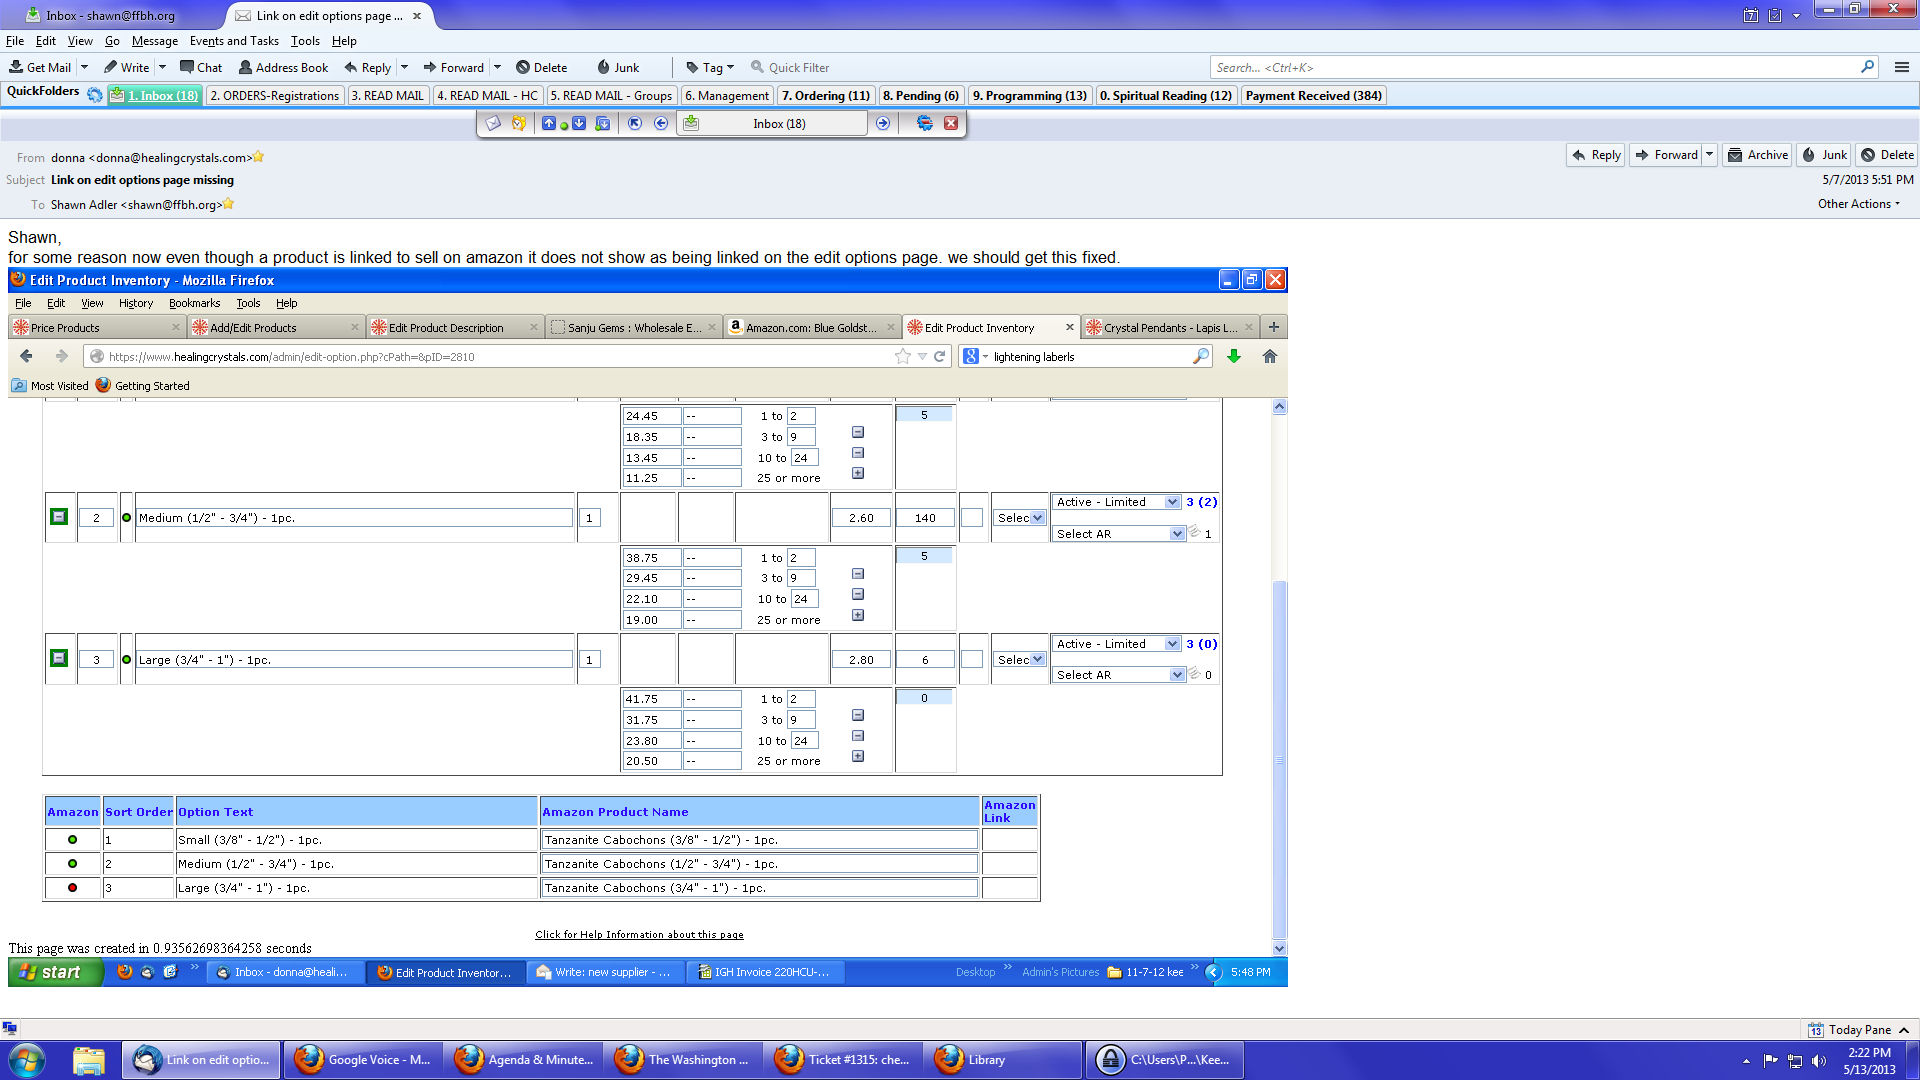 Inbox - shawn@ffbh.org
Link on edit options page ...
File Edit View Go Message Events and Tasks Tools Help
Get Mail Write Chat Address Book Reply Forward Delete Junk Tag Quick Filter Search... <Ctrl+K>
QuickFolders 1. Inbox (18) 2. ORDERS-Registrations 3. READ MAIL 4. READ MAIL - HC 5. READ MAIL - Groups 6. Management 7. Ordering (11) 8. Pending (6) 9. Programming (13) 0. Spiritual Reading (12) Payment Received (384)
Inbox (18)
From donna <donna@healingcrystals.com> Reply Forward Archive Junk Delete
Subject Link on edit options page missing 5/7/2013 5:51 PM
To Shawn Adler <shawn@ffbh.org> Other Actions
Shawn,
for some reason now even though a product is linked to sell on amazon it does not show as being linked on the edit options page. we should get this fixed.
Edit Product Inventory - Mozilla Firefox
File Edit View History Bookmarks Tools Help
Price Products Add/Edit Products Edit Product Description Sanju Gems : Wholesale E... Amazon.com: Blue Goldst... Edit Product Inventory Crystal Pendants - Lapis L...
https://www.healingcrystals.com/admin/edit-option.php?cPath=&pID=2810 lightening laberls
Most Visited Getting Started
24.45 -- 1 to 2 5
18.35 -- 3 to 9
13.45 -- 10 to 24
11.25 -- 25 or more
2 Medium (1/2" - 3/4") - 1pc. 1 2.60 140 Selec Active - Limited 3 (2)
Select AR 1
38.75 -- 1 to 2 5
29.45 -- 3 to 9
22.10 -- 10 to 24
19.00 -- 25 or more
3 Large (3/4" - 1") - 1pc. 1 2.80 6 Selec Active - Limited 3 (0)
Select AR 0
41.75 -- 1 to 2 0
31.75 -- 3 to 9
23.80 -- 10 to 24
20.50 -- 25 or more
Amazon Sort Order Option Text Amazon Product Name Amazon Link
1 Small (3/8" - 1/2") - 1pc. Tanzanite Cabochons (3/8" - 1/2") - 1pc.
2 Medium (1/2" - 3/4") - 1pc. Tanzanite Cabochons (1/2" - 3/4") - 1pc.
3 Large (3/4" - 1") - 1pc. Tanzanite Cabochons (3/4" - 1") - 1pc.
Click for Help Information about this page
This page was created in 0.93562698364258 seconds
start Inbox - donna@heali... Edit Product Inventor... Write: new supplier - ... IGH Invoice 220HCU-... Desktop Admin's Pictures 11-7-12 kee 5:48 PM
13 Today Pane
Link on edit optio... Google Voice - M... Agenda & Minute... The Washington ... Ticket #1315: che... Library C:\Users\P...\Kee... 2:22 PM
5/13/2013